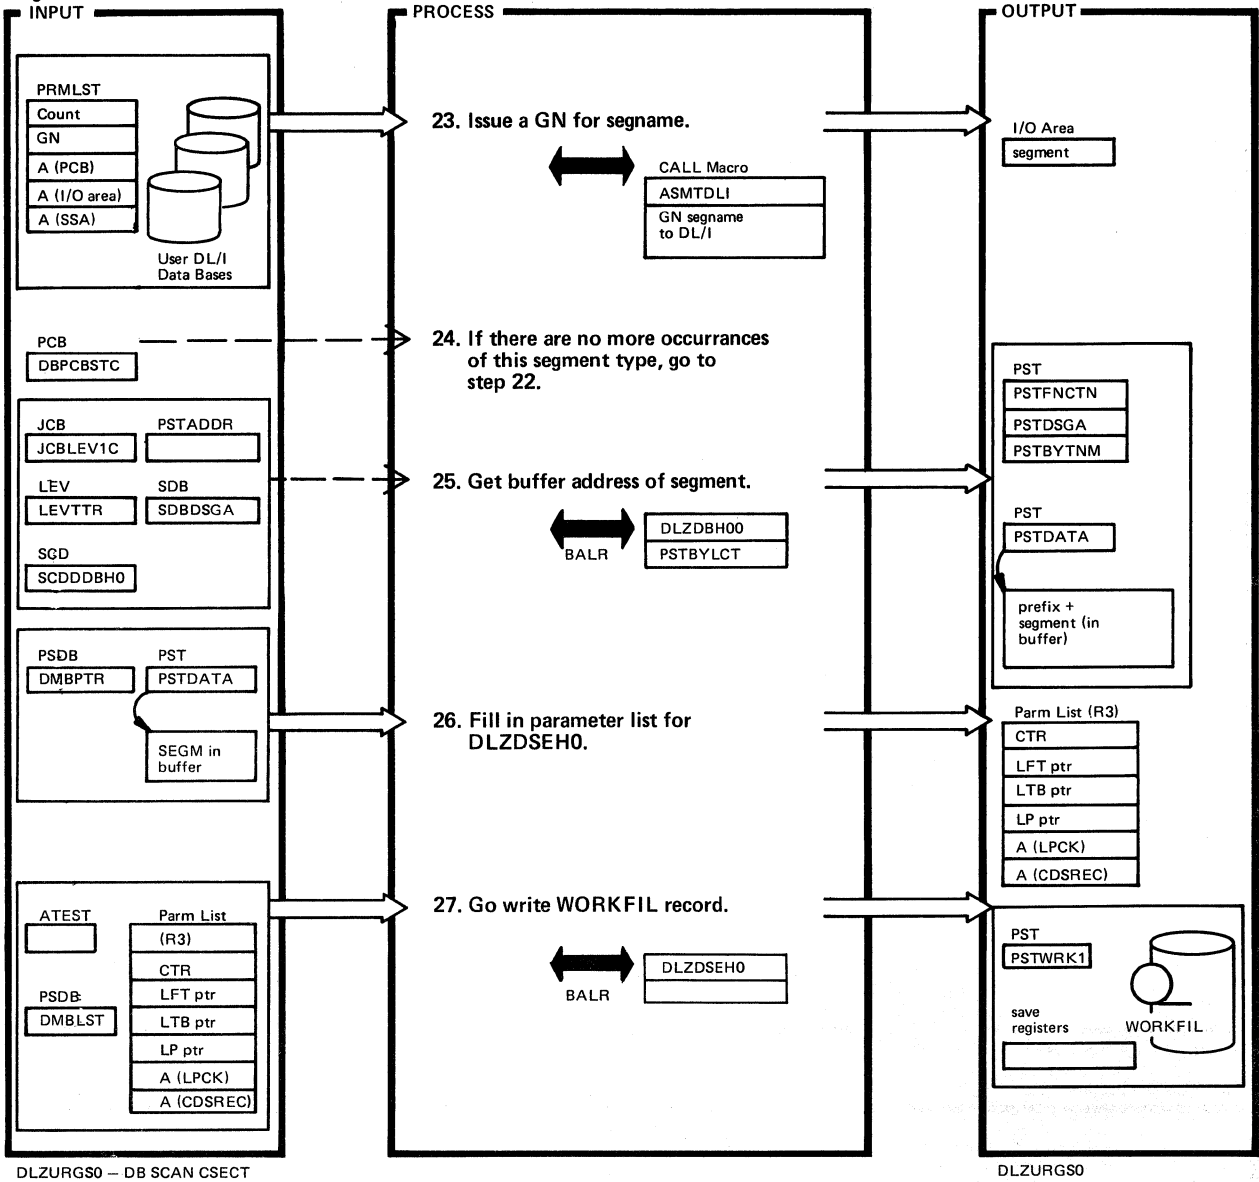 INPUT
PRMLST
Count
GN
A (PCB)
A (I/O area)
A (SSA)
User DL/I
Data Bases
PCB
DBPCBSTC
JCB
JCBLEV1C
PSTADDR
LEV
LEVTTR
SDB
SDBDSGA
SCD
SCDDDBH0
PSDB
DMBPTR
PST
PSTDATA
SEGM in
buffer
ATEST
PSDB
DMBLST
Parm List
(R3)
CTR
LFT ptr
LTB ptr
LP ptr
A (LPCK)
A (CDSREC)
DLZURGS0 – DB SCAN CSECT
PROCESS
23. Issue a GN for segname.
CALL Macro
ASMTDLI
GN segname
to DL/I
24. If there are no more occurrances
of this segment type, go to
step 22.
25. Get buffer address of segment.
BALR
DLZDBH00
PSTBYLCT
26. Fill in parameter list for
DLZDSEH0.
27. Go write WORKFIL record.
BALR
DLZDSEH0
OUTPUT
I/O Area
segment
PST
PSTFNCTN
PSTDSGA
PSTBYTNM
PST
PSTDATA
prefix +
segment (in
buffer)
Parm List (R3)
CTR
LFT ptr
LTB ptr
LP ptr
A (LPCK)
A (CDSREC)
PST
PSTWRK1
save
registers
WORKFIL
DLZURGS0